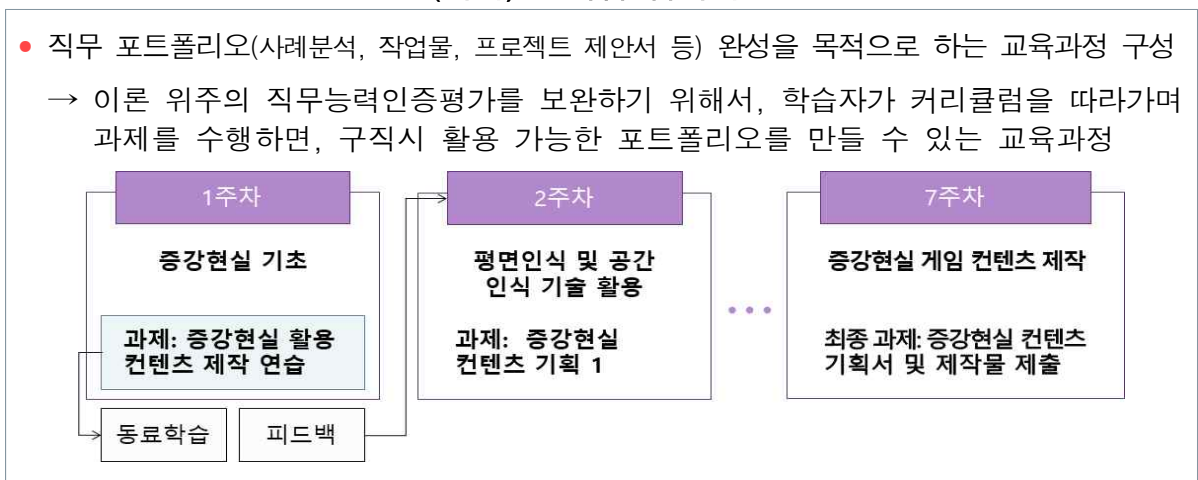 • 직무 포트폴리오(사례분석, 작업물, 프로젝트 제안서 등) 완성을 목적으로 하는 교육과정 구성
→ 이론 위주의 직무능력인증평가를 보완하기 위해서, 학습자가 커리큘럼을 따라가며
과제를 수행하면, 구직시 활용 가능한 포트폴리오를 만들 수 있는 교육과정
1주차
증강현실 기초
과제: 증강현실 활용
컨텐츠 제작 연습
동료학습
피드백
2주차
평면인식 및 공간
인식 기술 활용
과제: 증강현실
컨텐츠 기획 1
• • •
7주차
증강현실 게임 컨텐츠 제작
최종 과제: 증강현실 컨텐츠
기획서 및 제작물 제출